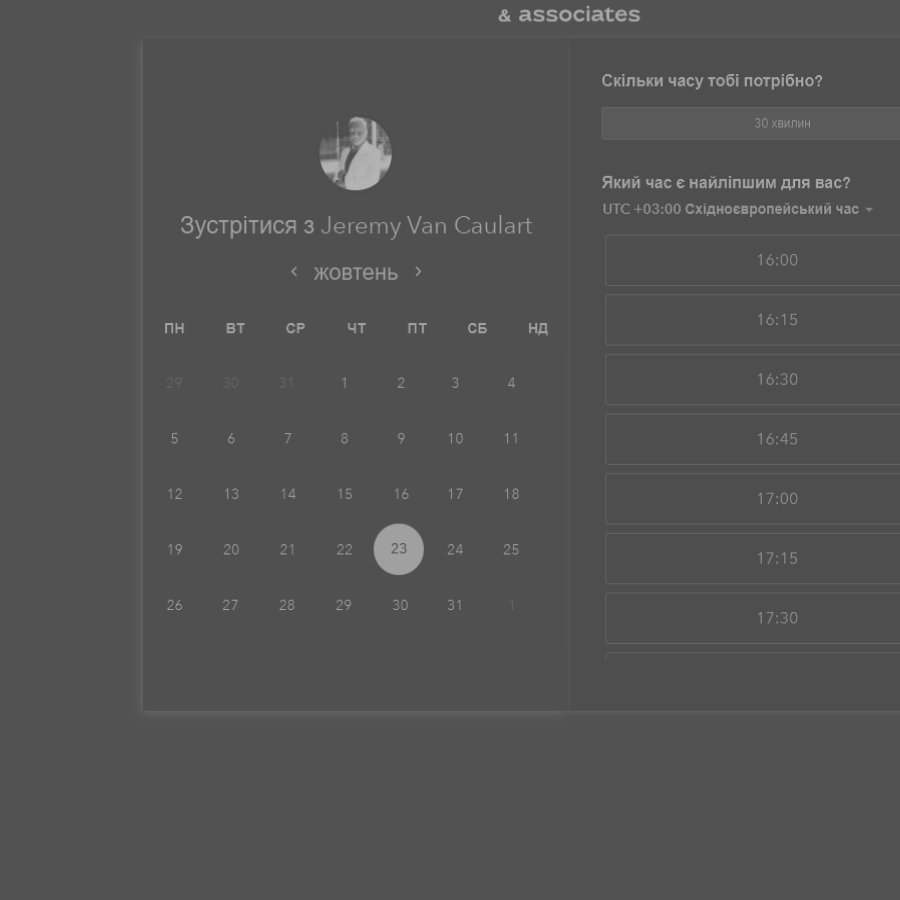 & associates
Зустрітися з Jeremy Van Caulart
‹ жовтень ›
ПН ВТ СР ЧТ ПТ СБ НД
29 30 31 1 2 3 4
5 6 7 8 9 10 11
12 13 14 15 16 17 18
19 20 21 22 23 24 25
26 27 28 29 30 31 1
Скільки часу тобі потрібно?
30 хвилин
Який час є найліпшим для вас?
UTC +03:00 Східноєвропейський час
16:00
16:15
16:30
16:45
17:00
17:15
17:30